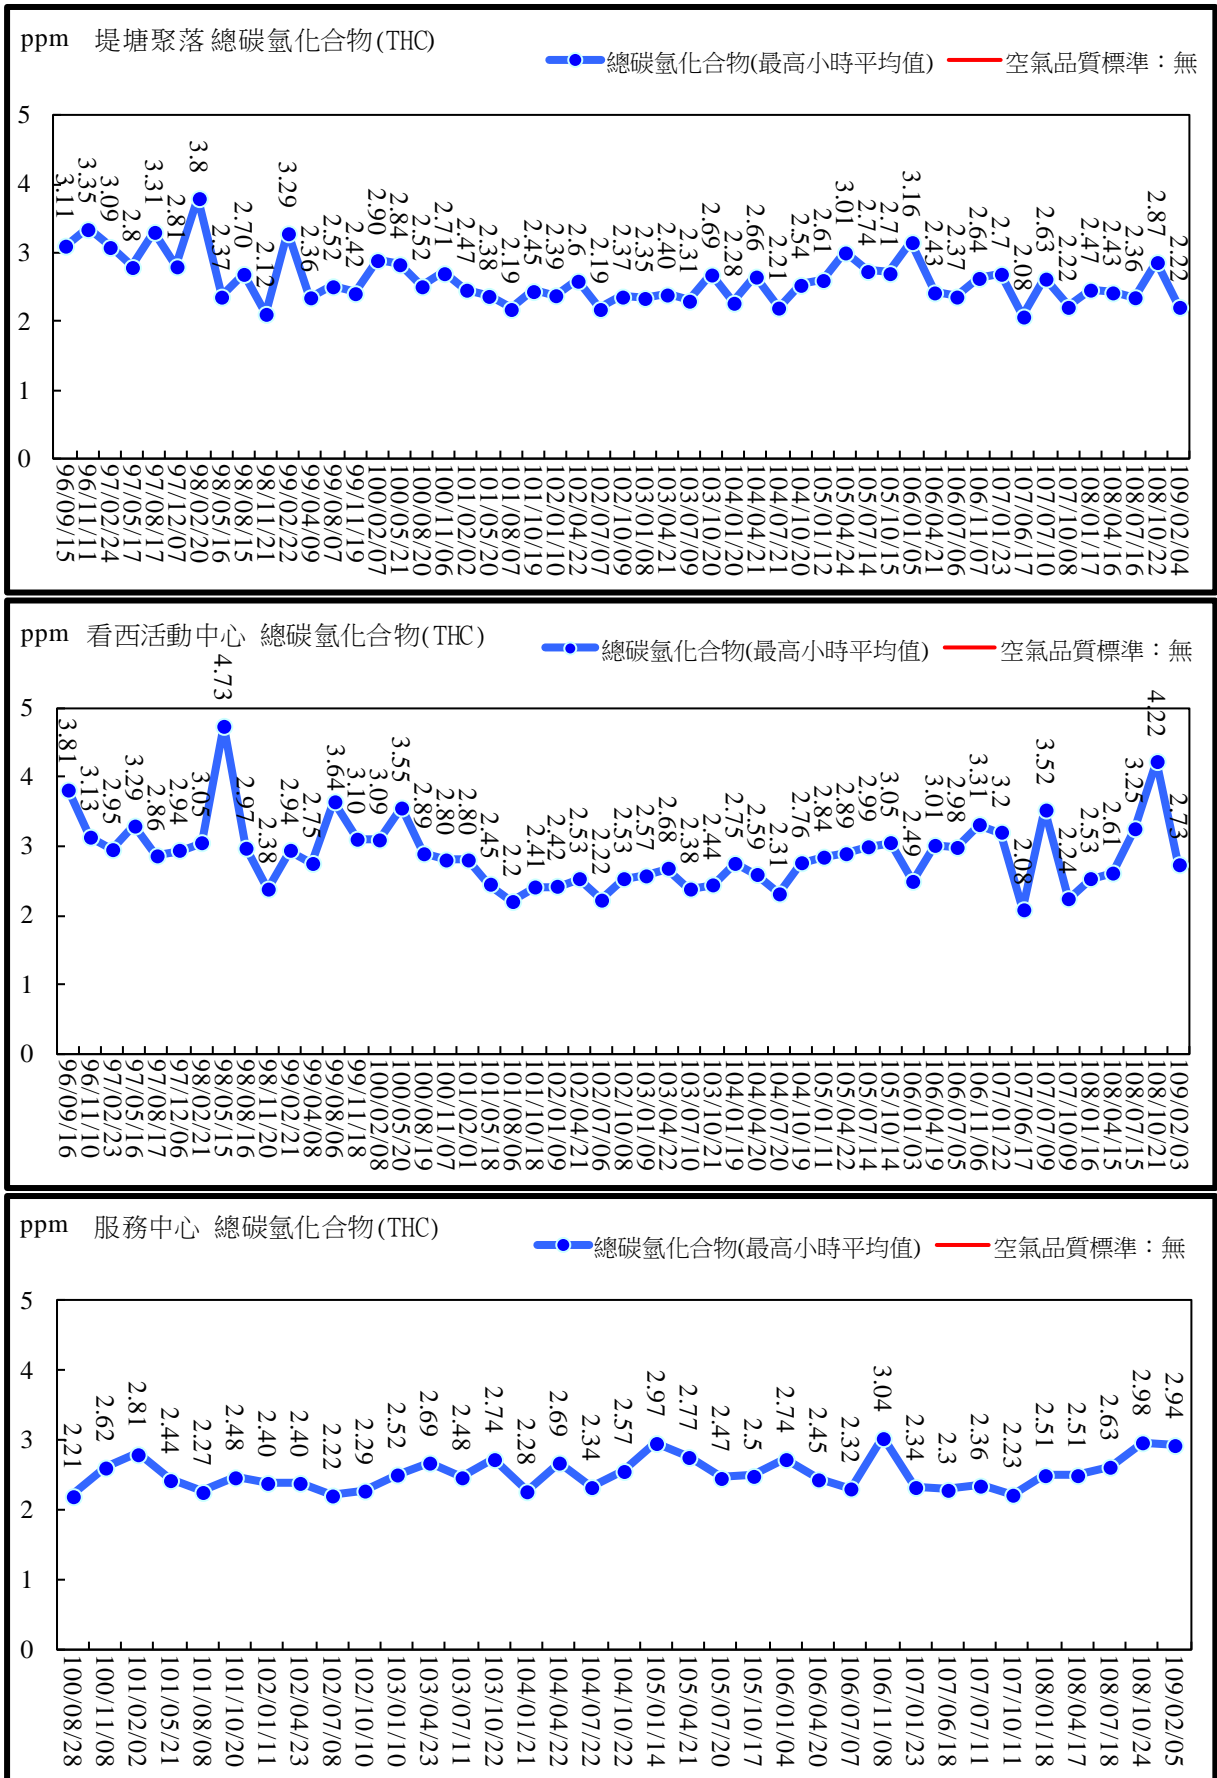 ppm 堤塘聚落 總碳氫化合物(THC)
總碳氫化合物(最高小時平均值) 空氣品質標準：無
5
4
3
2
1
0
3.11 3.35 3.09 2.8 3.31 2.81 3.8 2.37 2.70 2.12 3.29 2.36 2.52 2.42 2.90 2.84 2.52 2.71 2.47 2.38 2.19 2.45 2.39 2.6 2.19 2.37 2.35 2.40 2.31 2.69 2.28 2.66 2.21 2.54 2.61 3.01 2.74 2.71 3.16 2.43 2.37 2.64 2.7 2.08 2.63 2.22 2.47 2.43 2.36 2.87 2.22
96/09/15 96/11/11 97/02/24 97/05/17 97/08/17 97/12/07 98/02/20 98/05/16 98/08/15 98/11/21 99/02/22 99/04/09 99/08/07 99/11/19 100/02/07 100/05/21 100/08/20 100/11/06 101/02/02 101/05/20 101/08/07 101/10/19 102/01/10 102/04/22 102/07/07 102/10/09 103/01/08 103/04/21 103/07/09 103/10/20 104/01/20 104/04/21 104/07/21 104/10/20 105/01/12 105/04/24 105/07/14 105/10/15 106/01/05 106/04/21 106/07/06 106/11/07 107/01/23 107/06/17 107/07/10 107/10/08 108/01/17 108/04/16 108/07/16 108/10/22 109/02/04
ppm 看西活動中心 總碳氫化合物(THC)
總碳氫化合物(最高小時平均值) 空氣品質標準：無
5
4
3
2
1
0
3.81 3.13 2.95 3.29 2.86 2.94 3.05 4.73 2.97 2.38 2.94 2.75 3.64 3.10 3.09 3.55 2.89 2.80 2.80 2.45 2.2 2.41 2.42 2.53 2.22 2.53 2.57 2.68 2.38 2.44 2.75 2.59 2.31 2.76 2.84 2.89 2.99 3.05 2.49 3.01 2.98 3.31 3.2 2.08 3.52 2.24 2.53 2.61 3.25 4.22 2.73
96/09/16 96/11/10 97/02/23 97/05/16 97/08/17 97/12/06 98/02/21 98/05/15 98/08/16 98/11/20 99/02/21 99/04/08 99/08/06 99/11/18 100/02/08 100/05/20 100/08/19 100/11/07 101/02/01 101/05/18 101/08/06 101/10/18 102/01/09 102/04/21 102/07/06 102/10/08 103/01/09 103/04/22 103/07/10 103/10/21 104/01/19 104/04/20 104/07/20 104/10/19 105/01/11 105/04/22 105/07/14 105/10/14 106/01/03 106/04/19 106/07/05 106/11/06 107/01/22 107/06/17 107/07/09 107/10/09 108/01/16 108/04/15 108/07/15 108/10/21 109/02/03
ppm 服務中心 總碳氫化合物(THC)
總碳氫化合物(最高小時平均值) 空氣品質標準：無
5
4
3
2
1
0
2.21 2.62 2.81 2.44 2.27 2.48 2.40 2.40 2.22 2.29 2.52 2.69 2.48 2.74 2.28 2.69 2.34 2.57 2.97 2.77 2.47 2.5 2.74 2.45 2.32 3.04 2.34 2.3 2.36 2.23 2.51 2.51 2.63 2.98 2.94
100/08/28 100/11/08 101/02/02 101/05/21 101/08/08 101/10/20 102/01/11 102/04/23 102/07/08 102/10/10 103/01/10 103/04/23 103/07/11 103/10/22 104/01/21 104/04/22 104/07/22 104/10/22 105/01/14 105/04/21 105/07/20 105/10/17 106/01/04 106/04/20 106/07/07 106/11/08 107/01/23 107/06/18 107/07/11 107/10/11 108/01/18 108/04/17 108/07/18 108/10/24 109/02/05